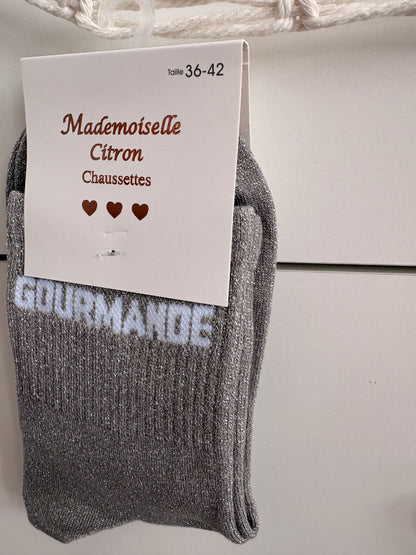 Taille 36-42
Mademoiselle
Citron
Chaussettes
GOURMANDE